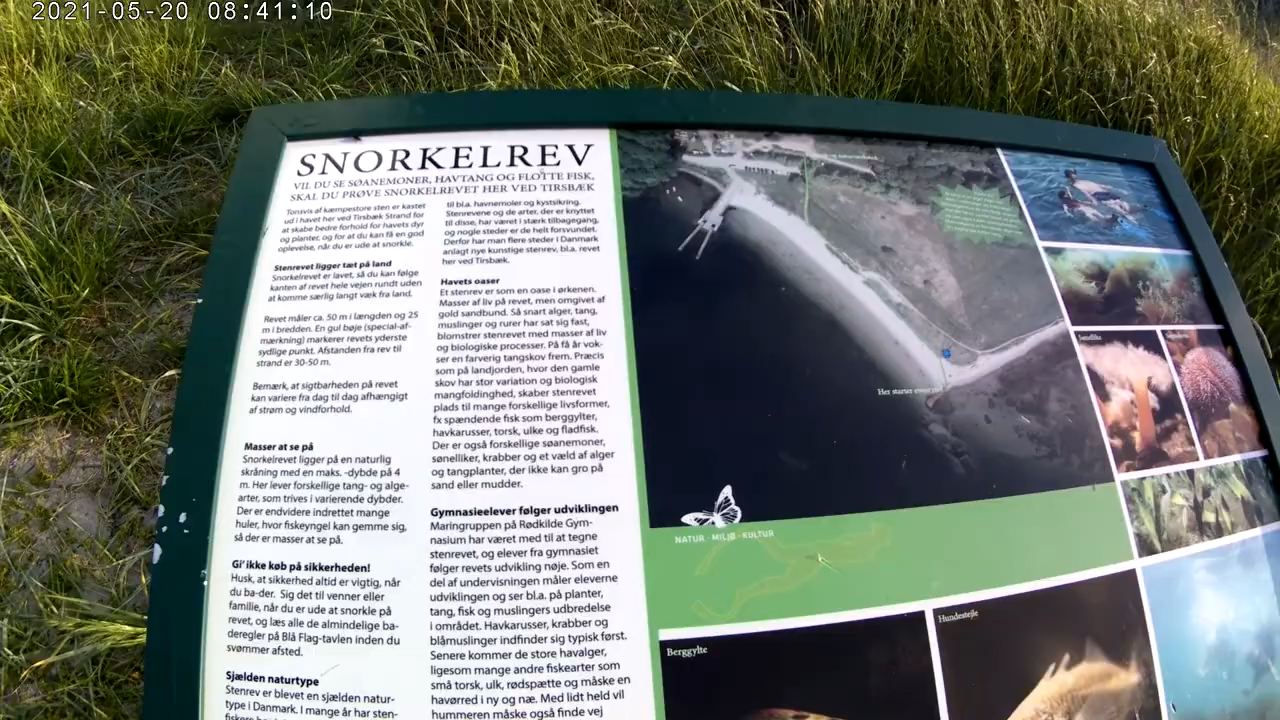 2021-05-20 08:41:10
SNORKELREV
VIL DU SE SØANEMONER, HAVTANG OG FLOTTE FISK,
SKAL DU PRØVE SNORKELREVET HER VED TIRSBÆK
Tonsvis af kæmpestore sten er kastet
ud i havet her ved Tirsbæk Strand for
at skabe bedre forhold for havets dyr
og planter, og for at du kan få en god
oplevelse, når du er ude at snorkle.
Stenrevet ligger tæt på land
Snorkelrevet er lavet, så du kan følge
kanten af revet hele vejen rundt uden
at komme særlig langt væk fra land.
Revet måler ca. 50 m i længden og 25
m i bredden. En gul bøje (special-af-
mærkning) markerer revets yderste
sydlige punkt. Afstanden fra rev til
strand er 30-50 m.
Bemærk, at sigtbarheden på revet
kan variere fra dag til dag afhængigt
af strøm og vindforhold.
Masser at se på
Snorkelrevet ligger på en naturlig
skråning med en maks. -dybde på 4
m. Her lever forskellige tang- og alge-
arter, som trives i varierende dybder.
Der er endvidere indrettet mange
huler, hvor fiskeyngel kan gemme sig,
så der er masser at se på.
Gi' ikke køb på sikkerheden!
Husk, at sikkerhed altid er vigtig, når
du ba-der. Sig det til venner eller
familie, når du er ude at snorkle på
revet, og læs alle de almindelige ba-
deregler på Blå Flag-tavlen inden du
svømmer afsted.
Sjælden naturtype
Stenrev er blevet en sjælden natur-
type i Danmark. I mange år har sten-
til bl.a. havnemoler og kystsikring.
Stenrevene og de arter, der er knyttet
til disse, har været i stærk tilbagegang,
og nogle steder er de helt forsvundet.
Derfor har man flere steder i Danmark
anlagt nye kunstige stenrev, bl.a. revet
her ved Tirsbæk.
Havets oaser
Et stenrev er som en oase i ørkenen.
Masser af liv på revet, men omgivet af
gold sandbund. Så snart alger, tang,
muslinger og rurer har sat sig fast,
blomstrer stenrevet med masser af liv
og biologiske processer. På få år vok-
ser en farverig tangskov frem. Præcis
som på landjorden, hvor den gamle
skov har stor variation og biologisk
mangfoldinghed, skaber stenrevet
plads til mange forskellige livsformer,
fx spændende fisk som berggylter,
havkarusser, torsk, ulke og fladfisk.
Der er også forskellige søanemoner,
sønelliker, krabber og et væld af alger
og tangplanter, der ikke kan gro på
sand eller mudder.
Gymnasieelever følger udviklingen
Maringruppen på Rødkilde Gym-
nasium har været med til at tegne
stenrevet, og elever fra gymnasiet
følger revets udvikling nøje. Som en
del af undervisningen måler eleverne
udviklingen og ser bl.a. på planter,
tang, fisk og muslingers udbredelse
i området. Havkarusser, krabber og
blåmuslinger indfinder sig typisk først.
Senere kommer de store havalger,
ligesom mange andre fiskearter som
små torsk, ulk, rødspætte og måske en
havørred i ny og næ. Med lidt held vil
hummeren måske også finde vej
Her starter
NATUR · MILJØ · KULTUR
Berggylte
Hundestejle